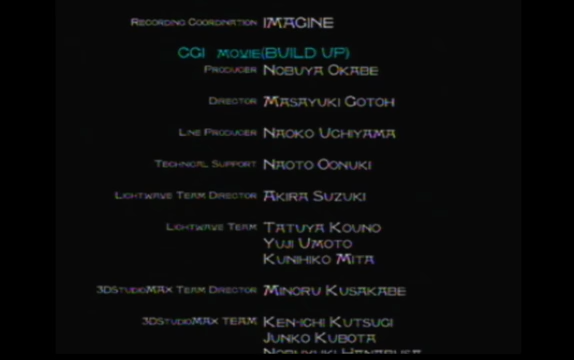 RECORDING COORDINATION IMAGINE
CGI MOVIE(BUILD UP)
PRODUCER NOBUYA OKABE
DIRECTOR MASAYUKI GOTOH
LINE PRODUCER NAOKO UCHIYAMA
TECHNICAL SUPPORT NAOTO OONUKI
LIGHTWAVE TEAM DIRECTOR AKIRA SUZUKI
LIGHTWAVE TEAM TATUYA KOUNO
YUJI UMOTO
KUNIHIKO MITA
3DSTUDIOMAX TEAM DIRECTOR MINORU KUSAKABE
3DSTUDIOMAX TEAM KEN-ICHI KUTSUGI
JUNKO KUBOTA
NOBUYUKI HANABUSA